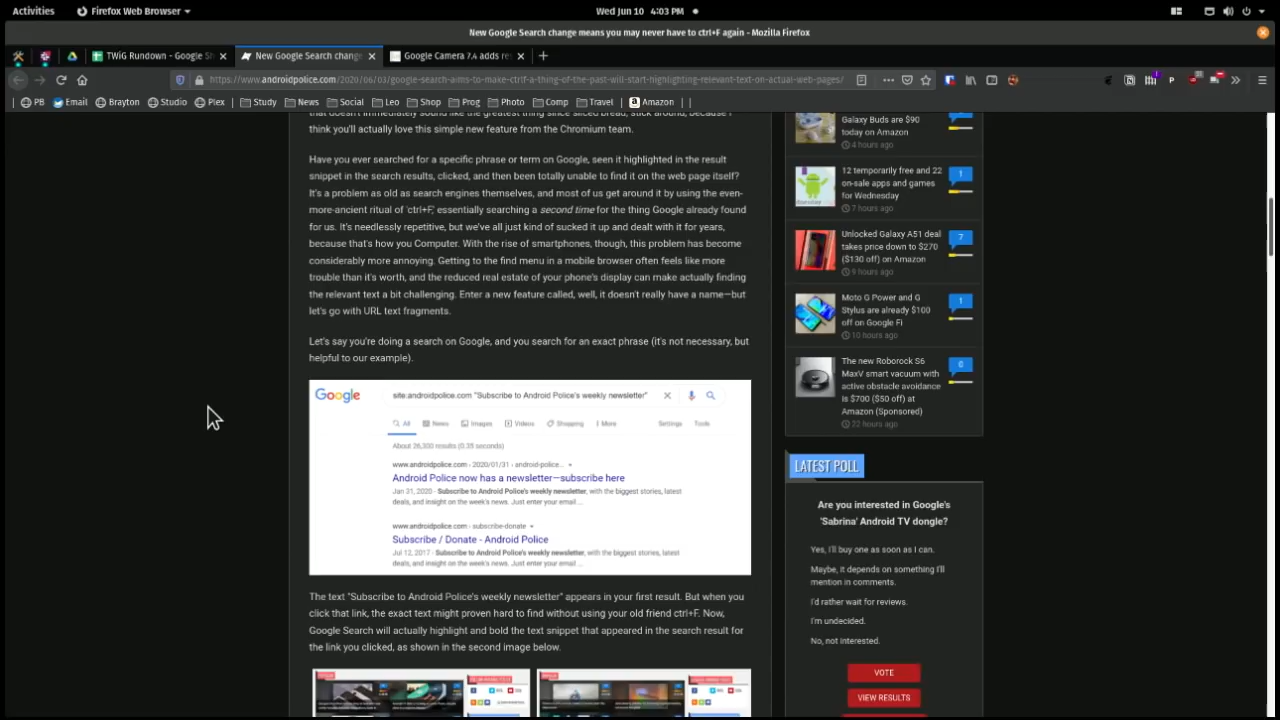 Activities
Firefox Web Browser
Wed Jun 10 4:03 PM
New Google Search change means you may never have to ctrl+F again - Mozilla Firefox
TWiG Rundown - Google Sh
New Google Search change
Google Camera 7.4 adds re
https://www.androidpolice.com/2020/06/03/google-search-aims-to-make-ctrlf-a-thing-of-the-past-will-start-highlighting-relevant-text-on-actual-web-pages/
PB
Email
Brayton
Studio
Plex
Study
News
Social
Leo
Shop
Prog
Photo
Comp
Travel
Amazon
that doesn't immediately sound like the greatest thing since sliced bread, stick around, because I
think you'll actually love this simple new feature from the Chromium team.
Have you ever searched for a specific phrase or term on Google, seen it highlighted in the result
snippet in the search results, clicked, and then been totally unable to find it on the web page itself?
It's a problem as old as search engines themselves, and most of us get around it by using the even-
more-ancient ritual of 'ctrl+F,' essentially searching a second time for the thing Google already found
for us. It's needlessly repetitive, but we've all just kind of sucked it up and dealt with it for years,
because that's how you Computer. With the rise of smartphones, though, this problem has become
considerably more annoying. Getting to the find menu in a mobile browser often feels like more
trouble than it's worth, and the reduced real estate of your phone's display can make actually finding
the relevant text a bit challenging. Enter a new feature called, well, it doesn't really have a name—but
let's go with URL text fragments.
Let's say you're doing a search on Google, and you search for an exact phrase (it's not necessary, but
helpful to our example).
Google
site:androidpolice.com "Subscribe to Android Police's weekly newsletter"
All
News
Images
Videos
Shopping
More
Settings
Tools
About 26,300 results (0.35 seconds)
www.androidpolice.com › 2020/01/31 › android-police...
Android Police now has a newsletter—subscribe here
Jan 31, 2020 - Subscribe to Android Police's weekly newsletter, with the biggest stories, latest
deals, and insight on the week's news. Just enter your email ...
www.androidpolice.com › subscribe-donate
Subscribe / Donate - Android Police
Jul 12, 2017 - Subscribe to Android Police's weekly newsletter, with the biggest stories, latest
deals, and insight on the week's news. Just enter your email ...
The text "Subscribe to Android Police's weekly newsletter" appears in your first result. But when you
click that link, the exact text might proven hard to find without using your old friend ctrl+F. Now,
Google Search will actually highlight and bold the text snippet that appeared in the search result for
the link you clicked, as shown in the second image below.
Galaxy Buds are $90
today on Amazon
4 hours ago
12 temporarily free and 22
on-sale apps and games
for Wednesday
1
7 hours ago
Unlocked Galaxy A51 deal
takes price down to $270
($130 off) on Amazon
7
9 hours ago
Moto G Power and G
Stylus are already $100
off on Google Fi
1
10 hours ago
The new Roborock S6
MaxV smart vacuum with
active obstacle avoidance
is $700 ($50 off) at
Amazon (Sponsored)
0
22 hours ago
LATEST POLL
Are you interested in Google's
'Sabrina' Android TV dongle?
Yes, I'll buy one as soon as I can.
Maybe, it depends on something I'll
mention in comments.
I'd rather wait for reviews.
I'm undecided.
No, not interested.
VOTE
VIEW RESULTS